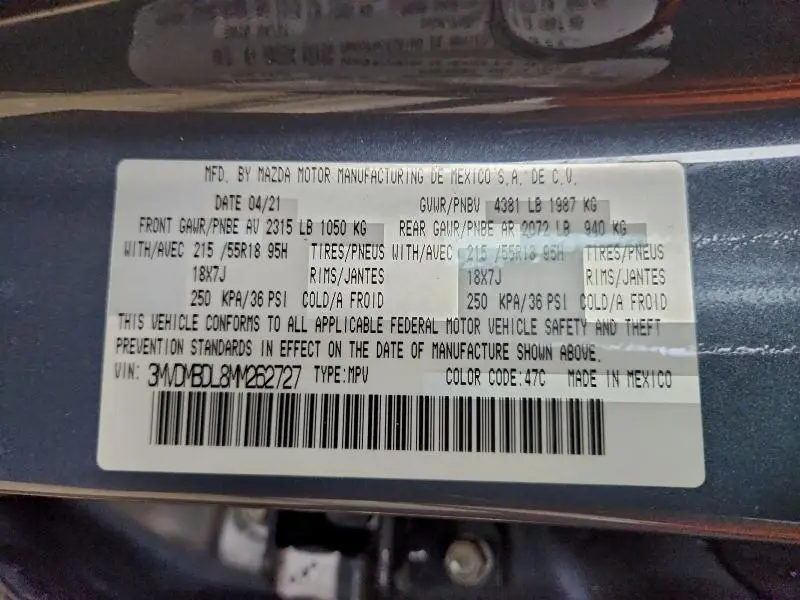 MFD. BY MAZDA MOTOR MANUFACTURING DE MEXICO S.A. DE C.V.
DATE 04/21 GVWR/PNBV 4381 LB 1987 KG
FRONT GAWR/PNBE AV 2315 LB 1050 KG REAR GAWR/PNBE AR 2072 LB 940 KG
WITH/AVEC 215 /55R18 95H TIRES/PNEUS WITH/AVEC 215 /55R18 95H TIRES/PNEUS
18X7J RIMS/JANTES 18X7J RIMS/JANTES
250 KPA/36 PSI COLD/A FROID 250 KPA/36 PSI COLD/A FROID
THIS VEHICLE CONFORMS TO ALL APPLICABLE FEDERAL MOTOR VEHICLE SAFETY AND THEFT
PREVENTION STANDARDS IN EFFECT ON THE DATE OF MANUFACTURE SHOWN ABOVE.
VIN: 3MVDMBDL8MM262727 TYPE:MPV COLOR CODE:47C MADE IN MEXICO